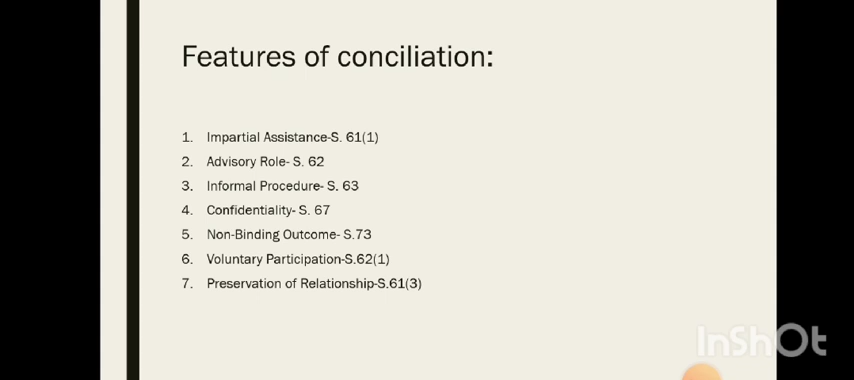 Features of conciliation:
1. Impartial Assistance-S. 61(1)
2. Advisory Role- S. 62
3. Informal Procedure- S. 63
4. Confidentiality- S. 67
5. Non-Binding Outcome- S.73
6. Voluntary Participation-S.62(1)
7. Preservation of Relationship-S.61(3)
InShOt